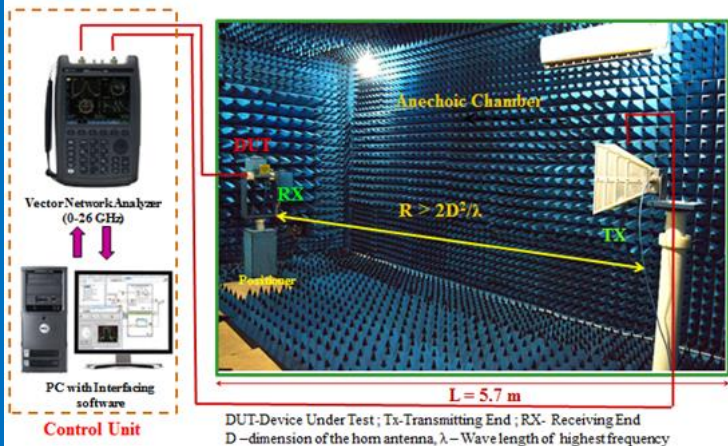 Vector Network Analyzer
(0-26 GHz)
PC with Interfacing
software
Control Unit
Anechoic Chamber
DUT
RX
R > 2D²/λ
TX
Positioner
L = 5.7 m
DUT-Device Under Test ; Tx-Transmitting End ; RX- Receiving End
D –dimension of the horn antenna, λ – Wave length of highest frequency